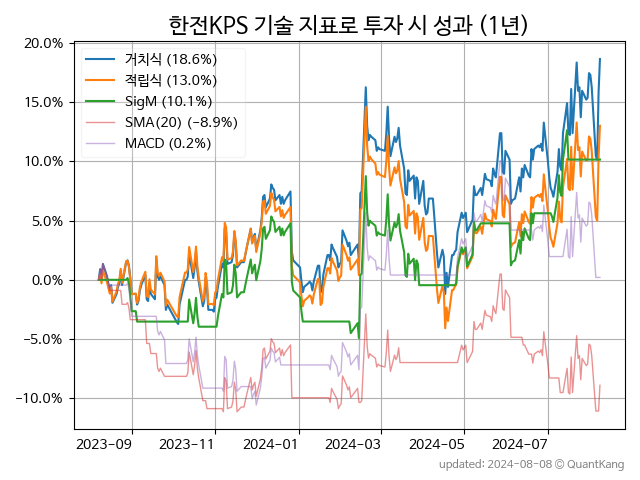 한전KPS 기술 지표로 투자 시 성과 (1년)
거치식 (18.6%)
적립식 (13.0%)
SigM (10.1%)
SMA(20) (−8.9%)
MACD (0.2%)
20.0%
15.0%
10.0%
5.0%
0.0%
−5.0%
−10.0%
2023-09 2023-11 2024-01 2024-03 2024-05 2024-07
updated: 2024-08-08 © QuantKang